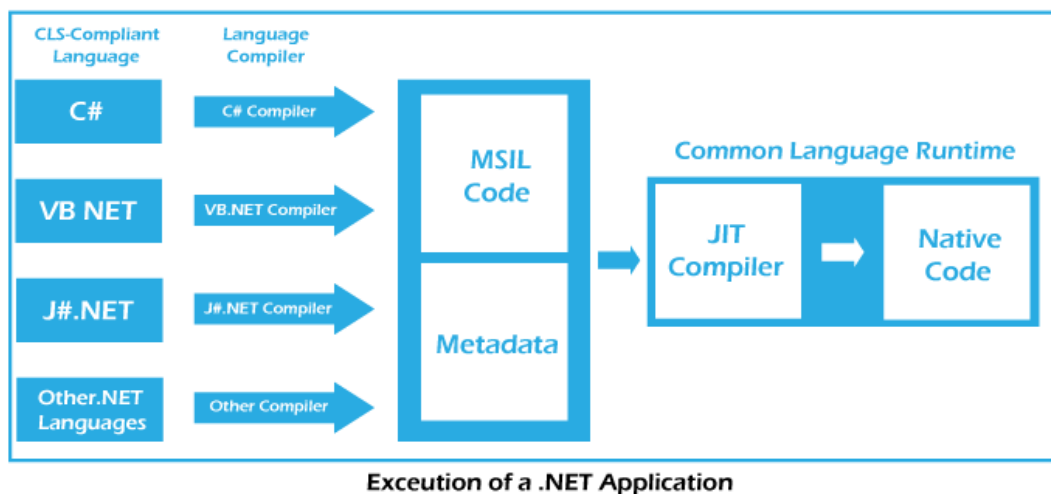 CLS-Compliant
Language
Language
Compiler
C#
C# Compiler
VB NET
VB.NET Compiler
J#.NET
J#.NET Compiler
Other.NET
Languages
Other Compiler
MSIL
Code
Metadata
Common Language Runtime
JIT
Compiler
Native
Code
Exceution of a .NET Application